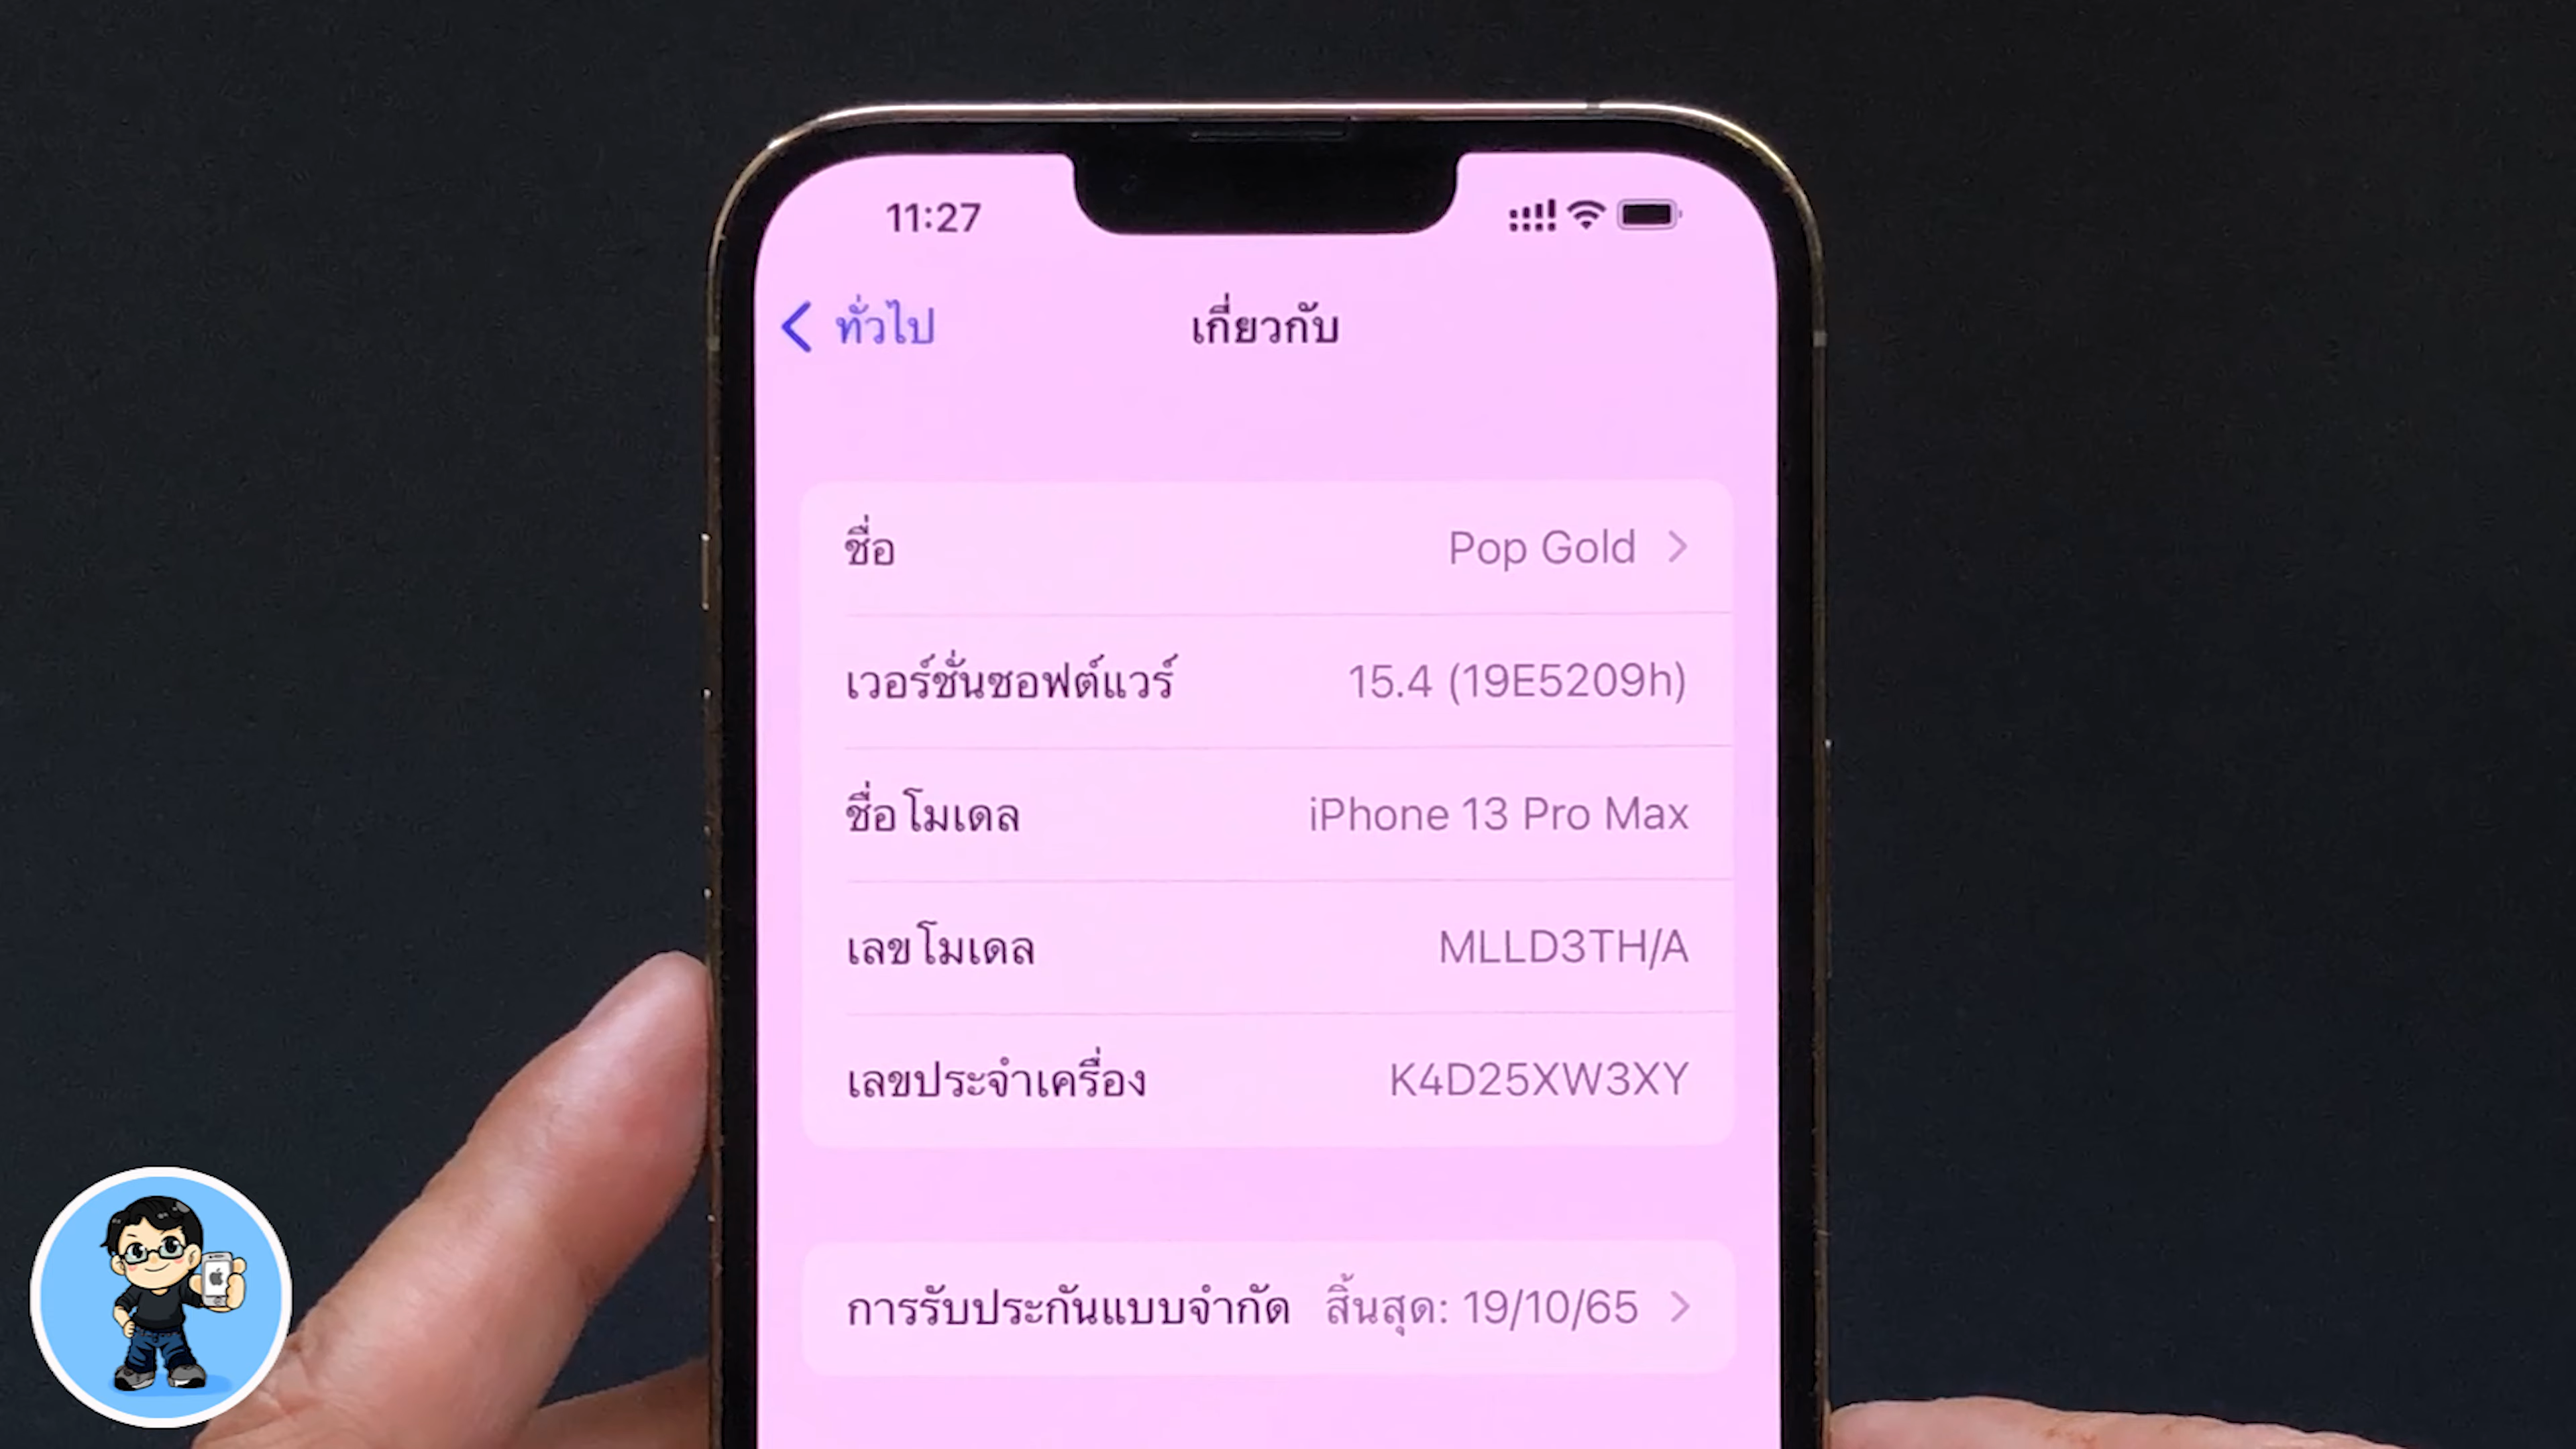 11:27
ทั่วไป เกี่ยวกับ
ชื่อ Pop Gold
เวอร์ชั่นซอฟต์แวร์ 15.4 (19E5209h)
ชื่อโมเดล iPhone 13 Pro Max
เลขโมเดล MLLD3TH/A
เลขประจำเครื่อง K4D25XW3XY
การรับประกันแบบจำกัด สิ้นสุด: 19/10/65